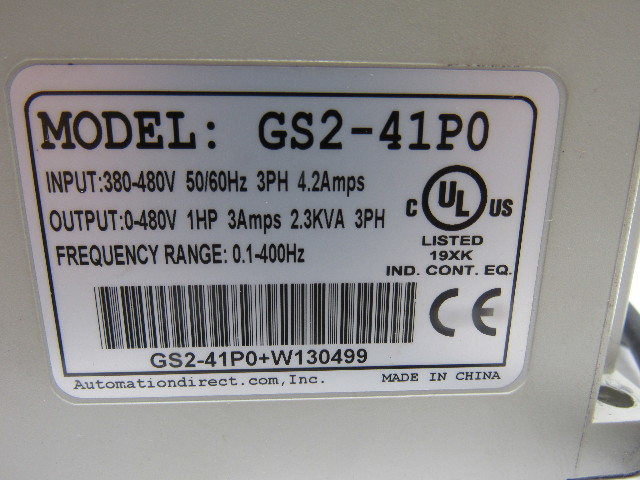 MODEL: GS2-41P0
INPUT:380-480V 50/60Hz 3PH 4.2Amps
OUTPUT:0-480V 1HP 3Amps 2.3KVA 3PH
FREQUENCY RANGE: 0.1-400Hz
C UL US
LISTED
19XK
IND. CONT. EQ.
CE
GS2-41P0+W130499
Automationdirect.com, Inc. MADE IN CHINA